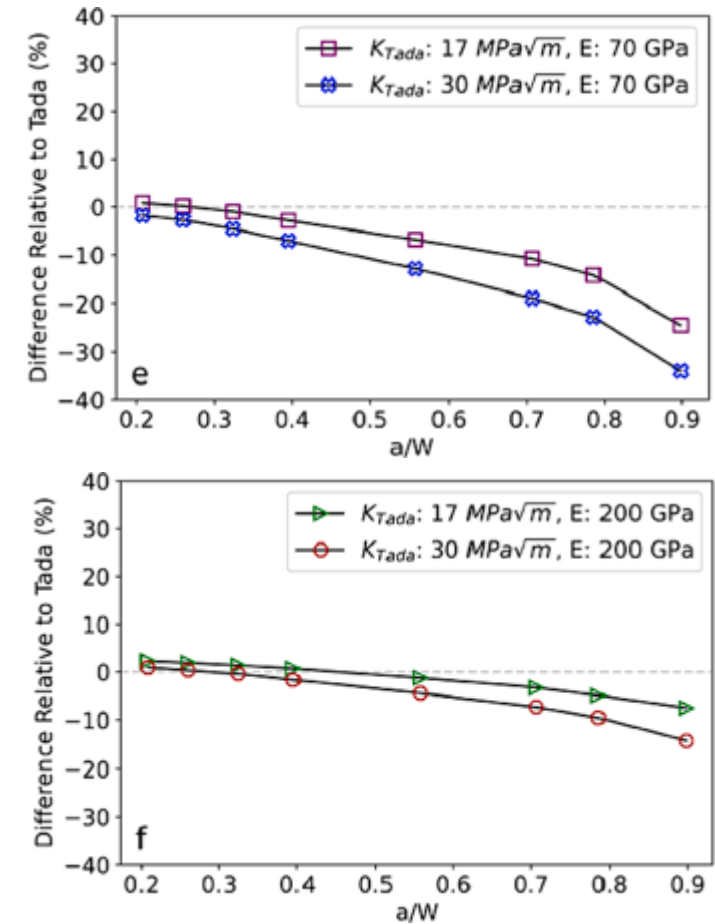 40
30
20
10
0
−10
−20
−30
−40
Difference Relative to Tada (%)
K_Tada: 17 MPa√m, E: 70 GPa
K_Tada: 30 MPa√m, E: 70 GPa
e
0.2 0.3 0.4 0.5 0.6 0.7 0.8 0.9
a/W
40
30
20
10
0
−10
−20
−30
−40
Difference Relative to Tada (%)
K_Tada: 17 MPa√m, E: 200 GPa
K_Tada: 30 MPa√m, E: 200 GPa
f
0.2 0.3 0.4 0.5 0.6 0.7 0.8 0.9
a/W